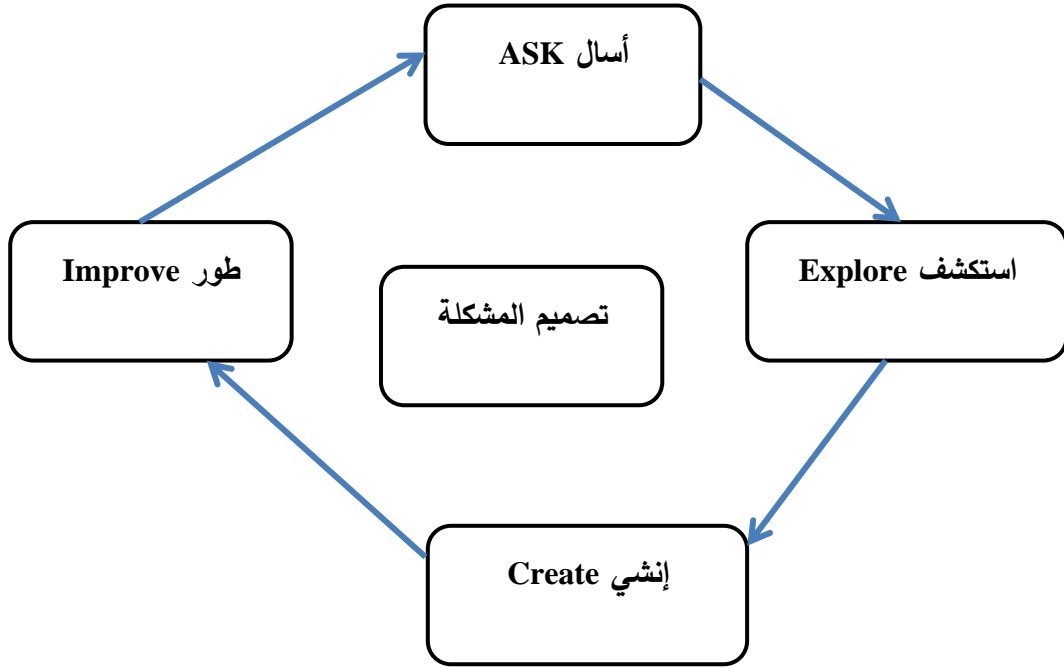 أسال ASK
استكشف Explore
طور Improve
تصميم المشكلة
إنشي Create